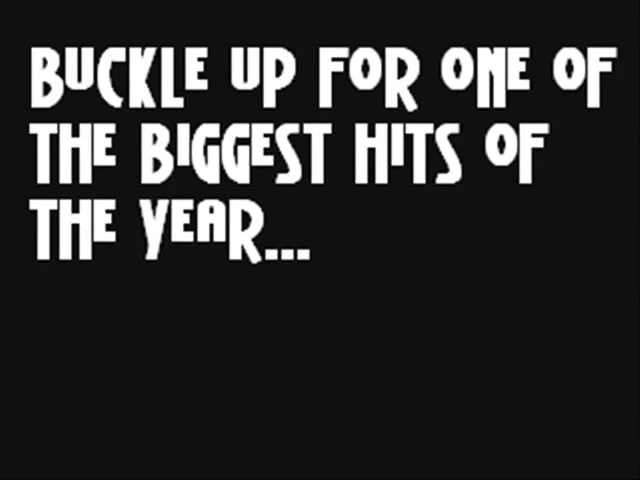 BUCKLE UP FOR ONE OF
THE BIGGEST HITS OF
THE YEAR...